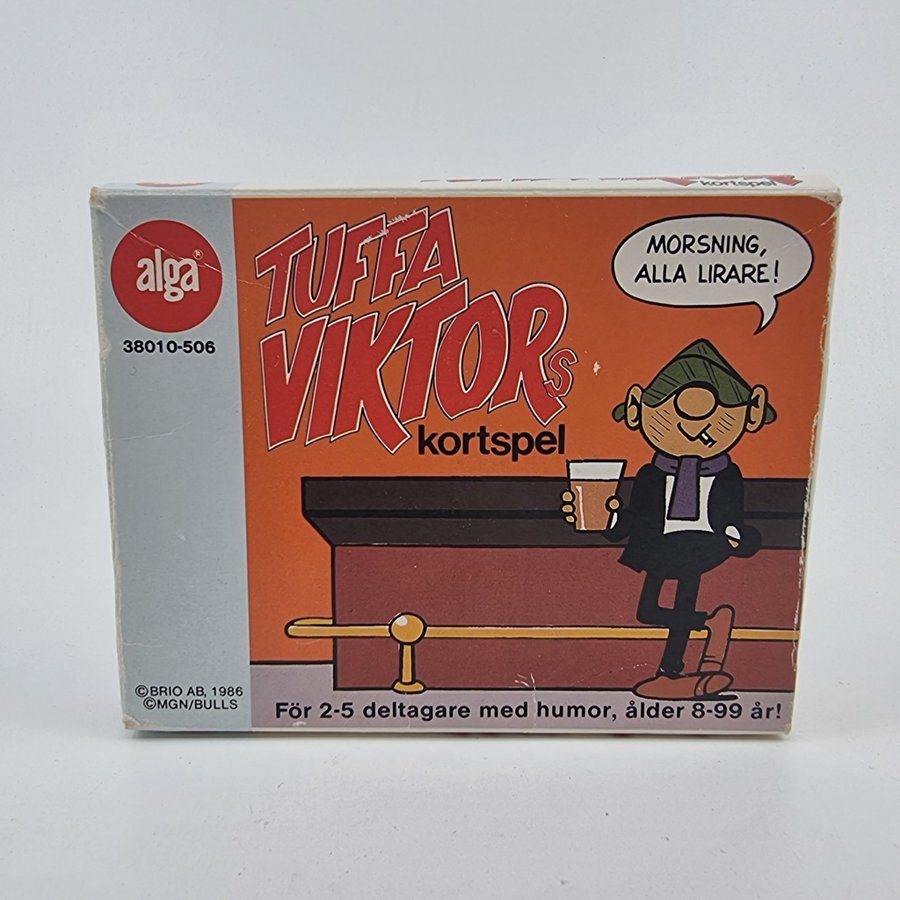 kortspel
alga®
38010-506
TUFFA
VIKTORs
kortspel
MORSNING,
ALLA LIRARE!
©BRIO AB, 1986
©MGN/BULLS
För 2-5 deltagare med humor, ålder 8-99 år!